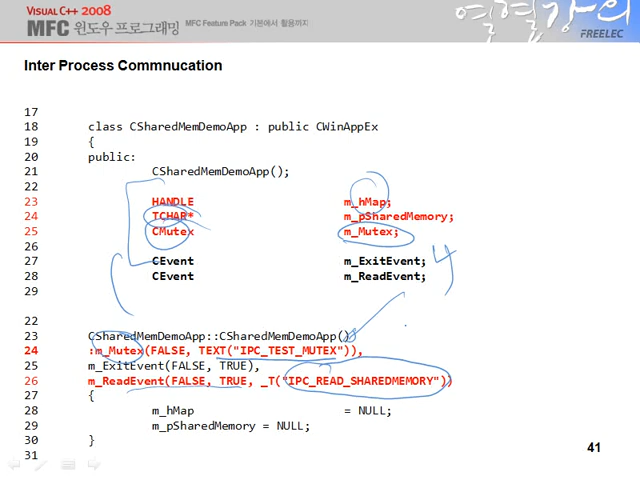 VISUAL C++ 2008
MFC 윈도우 프로그래밍 MFC Feature Pack 기본에서 활용까지
열혈강의
FREELEC
Inter Process Commnucation
17
18 class CSharedMemDemoApp : public CWinAppEx
19 {
20 public:
21 CSharedMemDemoApp();
22
23 HANDLE m_hMap;
24 TCHAR* m_pSharedMemory;
25 CMutex m_Mutex;
26
27 CEvent m_ExitEvent;
28 CEvent m_ReadEvent;
29
22
23 CSharedMemDemoApp::CSharedMemDemoApp()
24 :m_Mutex(FALSE, TEXT("IPC_TEST_MUTEX")),
25 m_ExitEvent(FALSE, TRUE),
26 m_ReadEvent(FALSE, TRUE, _T("IPC_READ_SHAREDMEMORY"))
27 {
28 m_hMap = NULL;
29 m_pSharedMemory = NULL;
30 }
31
41